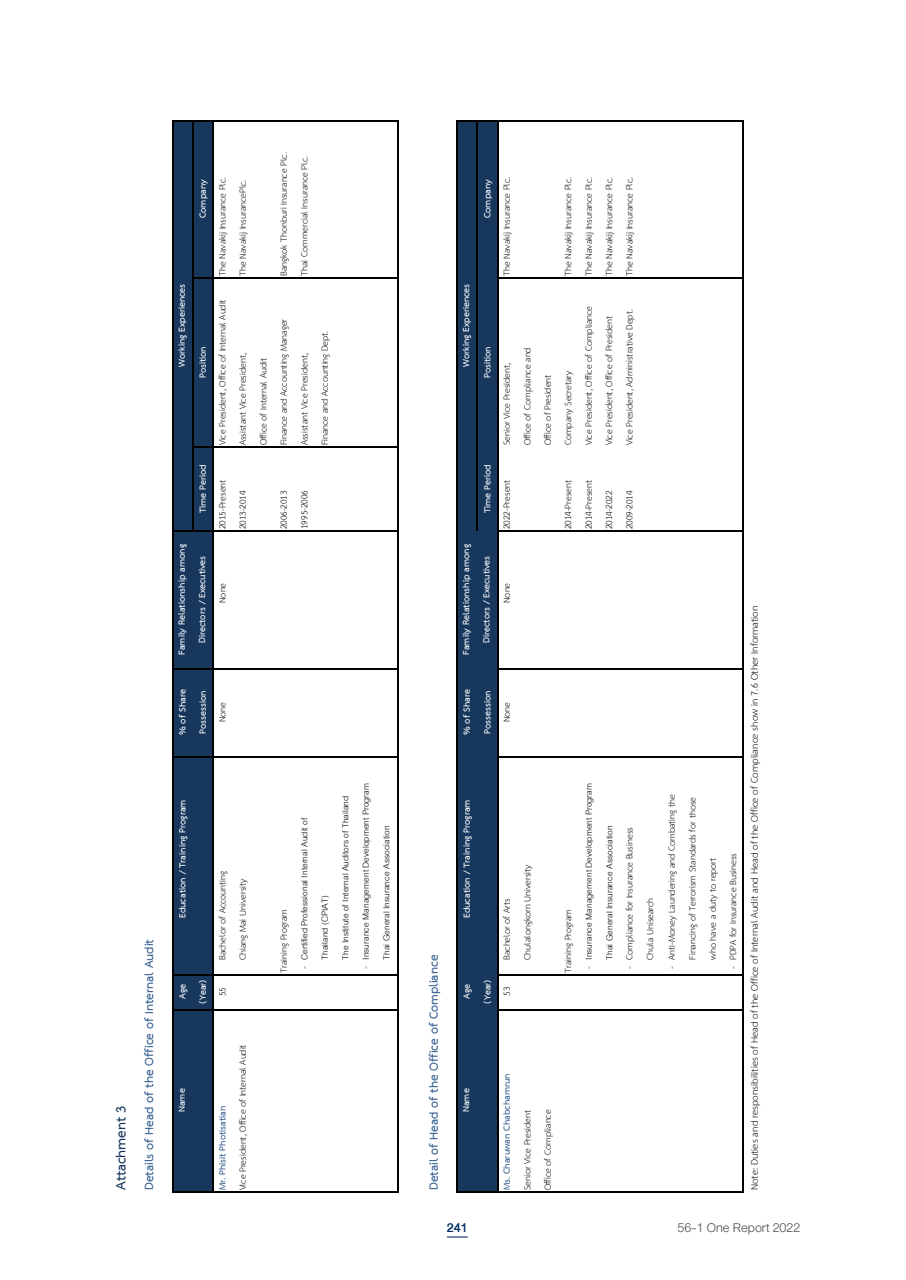 Attachment 3
Details of Head of the Office of Internal Audit
Name
Age
(Year)
Education / Training Program
% of Share
Possession
Family Relationship among
Directors / Executives
Working Experiences
Time Period
Position
Company
Mr. Phisit Photisatian
Vice President, Office of Internal Audit
55
Bachelor of Accounting
Chiang Mai University
Training Program
- Certified Professional Internal Audit of
Thailand (CPIAT)
The Institute of Internal Auditors of Thailand
- Insurance Management Development Program
Thai General Insurance Association
None
None
2015-Present
Vice President, Office of Internal Audit
The Navakij Insurance Plc.
2013-2014
Assistant Vice President,
Office of Internal Audit
The Navakij InsurancePlc.
2006-2013
Finance and Accounting Manager
Bangkok Thonburi Insurance Plc.
1995-2006
Assistant Vice President,
Finance and Accounting Dept.
Thai Commercial Insurance Plc.
Detail of Head of the Office of Compliance
Name
Age
(Year)
Education / Training Program
% of Share
Possession
Family Relationship among
Directors / Executives
Working Experiences
Time Period
Position
Company
Ms. Charuwan Chabchamrun
Senior Vice President
Office of Compliance
53
Bachelor of Arts
Chulalongkorn University
Training Program
- Insurance Management Development Program
Thai General Insurance Association
- Compliance for Insurance Business
Chula Unisearch
- Anti-Money Laundering and Combating the
Financing of Terrorism Standards for those
who have a duty to report
- PDPA for Insurance Business
None
None
2022-Present
Senior Vice President,
Office of Compliance and
Office of President
The Navakij Insurance Plc.
2014-Present
Company Secretary
The Navakij Insurance Plc.
2014-Present
Vice President, Office of Compliance
The Navakij Insurance Plc.
2014-2022
Vice President, Office of President
The Navakij Insurance Plc.
2009-2014
Vice President, Administrative Dept.
The Navakij Insurance Plc.
Note: Duties and responsibilities of Head of the Office of Internal Audit and Head of the Office of Compliance show in 7.6 Other Information
241
56-1 One Report 2022